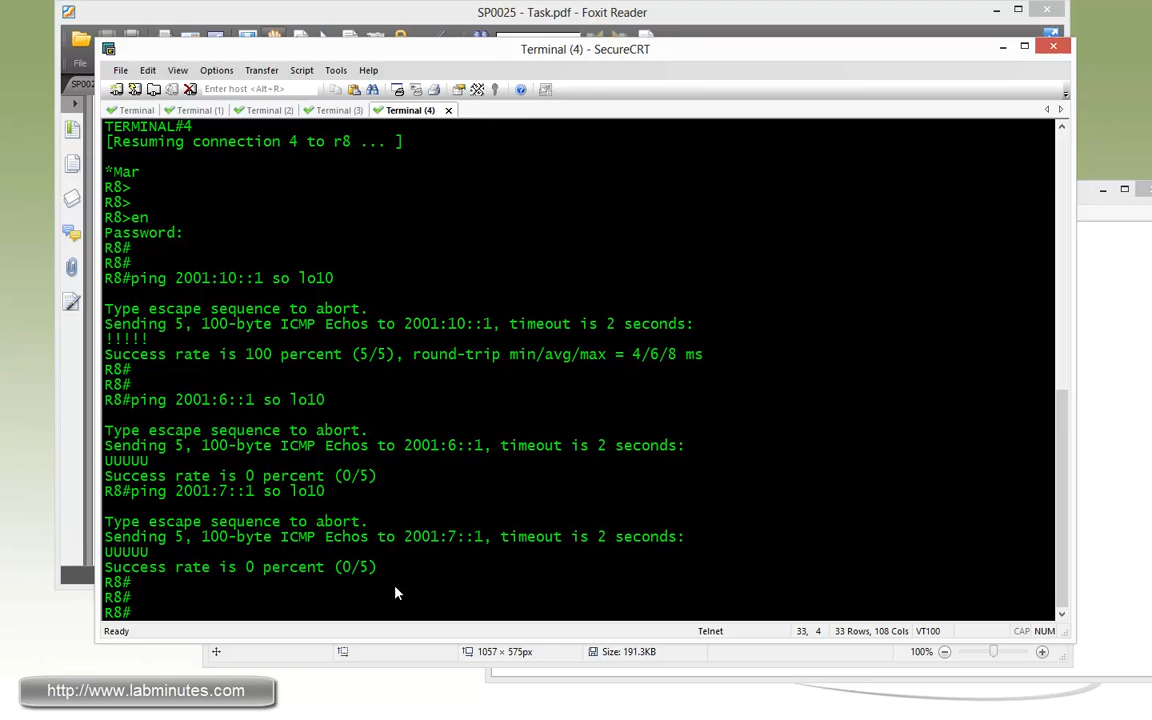 SP0025 - Task.pdf - Foxit Reader
File
SP002
Terminal (4) - SecureCRT
File Edit View Options Transfer Script Tools Help
Enter host <Alt+R>
Terminal Terminal (1) Terminal (2) Terminal (3) Terminal (4)
TERMINAL#4
[Resuming connection 4 to r8 ... ]
*Mar
R8>
R8>
R8>en
Password:
R8#
R8#
R8#ping 2001:10::1 so lo10
Type escape sequence to abort.
Sending 5, 100-byte ICMP Echos to 2001:10::1, timeout is 2 seconds:
!!!!!
Success rate is 100 percent (5/5), round-trip min/avg/max = 4/6/8 ms
R8#
R8#
R8#ping 2001:6::1 so lo10
Type escape sequence to abort.
Sending 5, 100-byte ICMP Echos to 2001:6::1, timeout is 2 seconds:
UUUUU
Success rate is 0 percent (0/5)
R8#ping 2001:7::1 so lo10
Type escape sequence to abort.
Sending 5, 100-byte ICMP Echos to 2001:7::1, timeout is 2 seconds:
UUUUU
Success rate is 0 percent (0/5)
R8#
R8#
R8#
Ready Telnet 33, 4 33 Rows, 108 Cols VT100 CAP NUM
1057 × 575px Size: 191.3KB 100%
http://www.labminutes.com